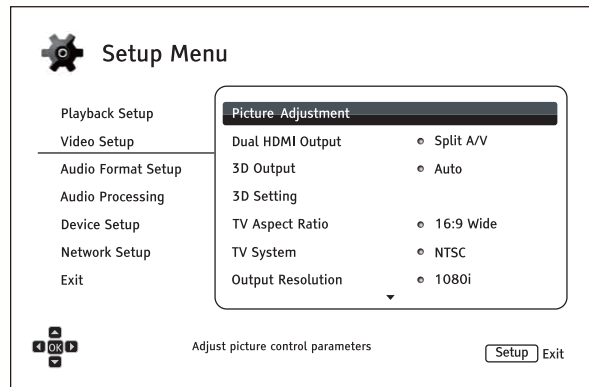 Setup Menu
Playback Setup
Video Setup
Audio Format Setup
Audio Processing
Device Setup
Network Setup
Exit
Picture Adjustment
Dual HDMI Output Split A/V
3D Output Auto
3D Setting
TV Aspect Ratio 16:9 Wide
TV System NTSC
Output Resolution 1080i
OK
Adjust picture control parameters
Setup Exit